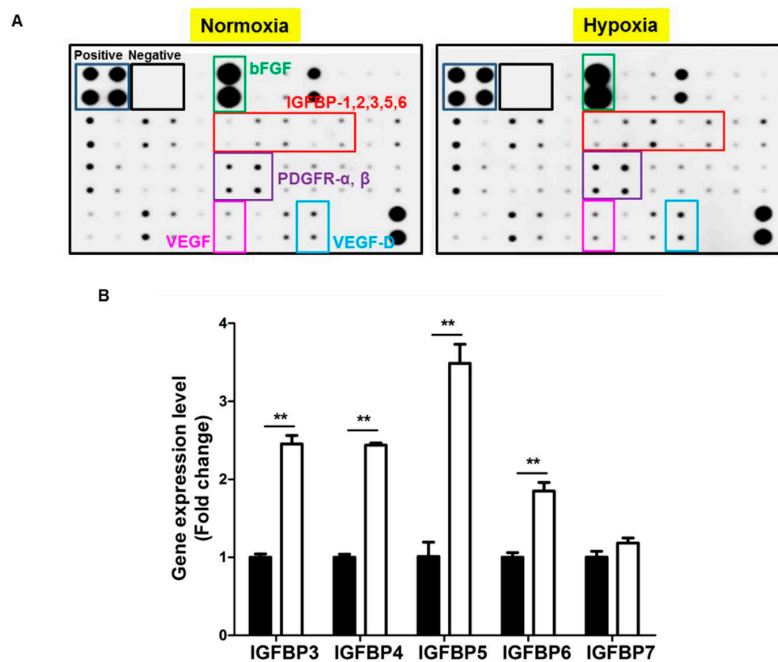 A
Normoxia
Hypoxia
Positive Negative
bFGF
IGFBP-1,2,3,5,6
PDGFR-α, β
VEGF
VEGF-D
B
Gene expression level
(Fold change)
4
3
2
1
0
**
**
**
**
IGFBP3 IGFBP4 IGFBP5 IGFBP6 IGFBP7